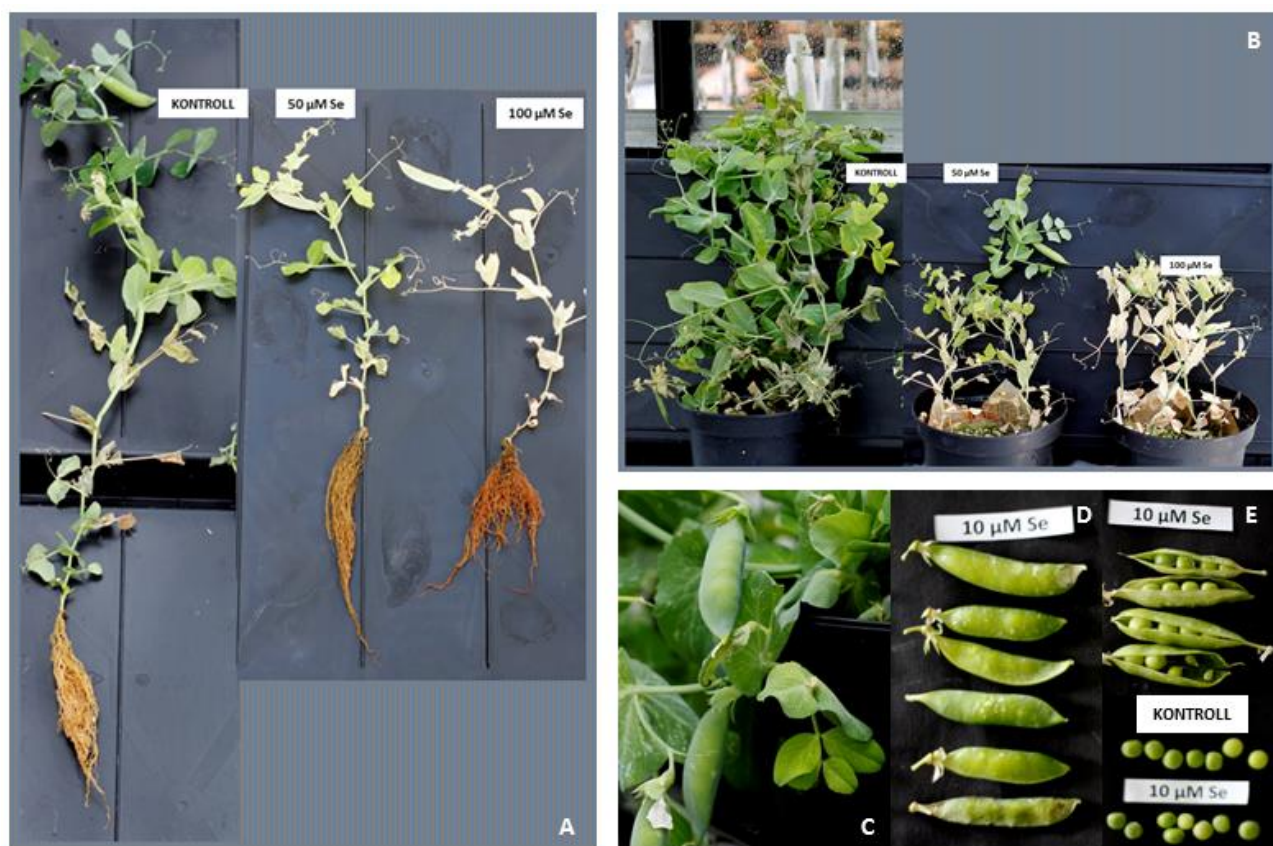 KONTROLL
50 µM Se
100 µM Se
A
B
KONTROLL
50 µM Se
100 µM Se
C
10 µM Se
D
10 µM Se
E
KONTROLL
10 µM Se